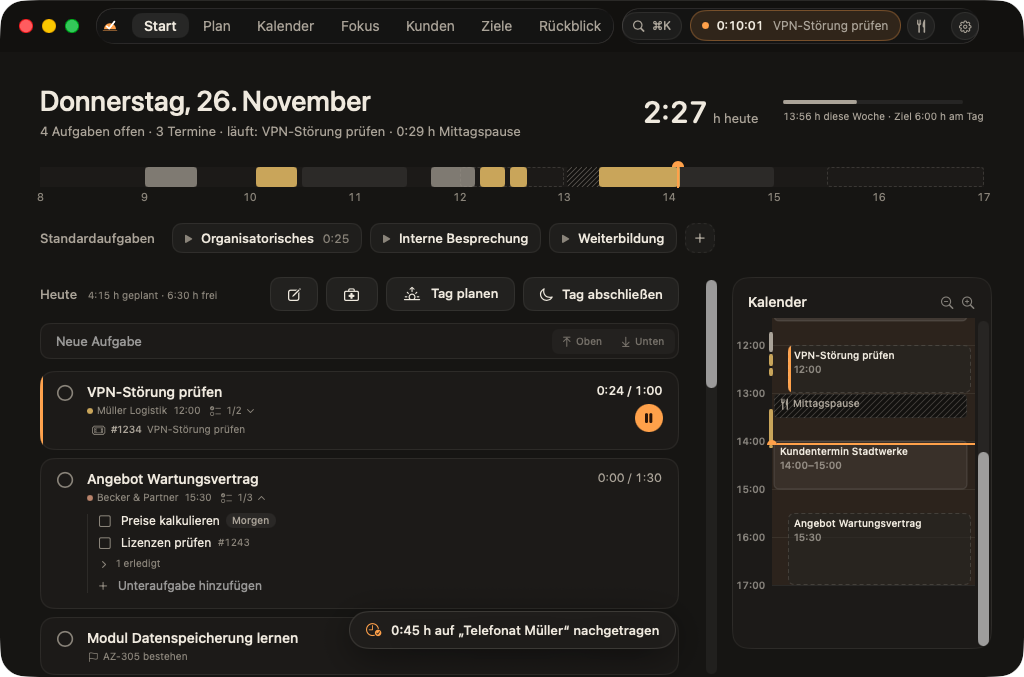 Start Plan Kalender Fokus Kunden Ziele Rückblick ⌘K 0:10:01 VPN-Störung prüfen
Donnerstag, 26. November
4 Aufgaben offen · 3 Termine · läuft: VPN-Störung prüfen · 0:29 h Mittagspause
2:27 h heute
13:56 h diese Woche · Ziel 6:00 h am Tag
8 9 10 11 12 13 14 15 16 17
Standardaufgaben
Organisatorisches 0:25
Interne Besprechung
Weiterbildung
+
Heute 4:15 h geplant · 6:30 h frei
Tag planen
Tag abschließen
Neue Aufgabe
Oben
Unten
VPN-Störung prüfen 0:24 / 1:00
Müller Logistik 12:00 1/2
#1234 VPN-Störung prüfen
Angebot Wartungsvertrag 0:00 / 1:30
Becker & Partner 15:30 1/3
Preise kalkulieren Morgen
Lizenzen prüfen #1243
1 erledigt
+ Unteraufgabe hinzufügen
Modul Datenspeicherung lernen
AZ-305 bestehen
0:45 h auf „Telefonat Müller“ nachgetragen
Kalender
12:00
VPN-Störung prüfen
12:00
13:00
Mittagspause
14:00
Kundentermin Stadtwerke
14:00–15:00
15:00
Angebot Wartungsvertrag
15:30
16:00
17:00